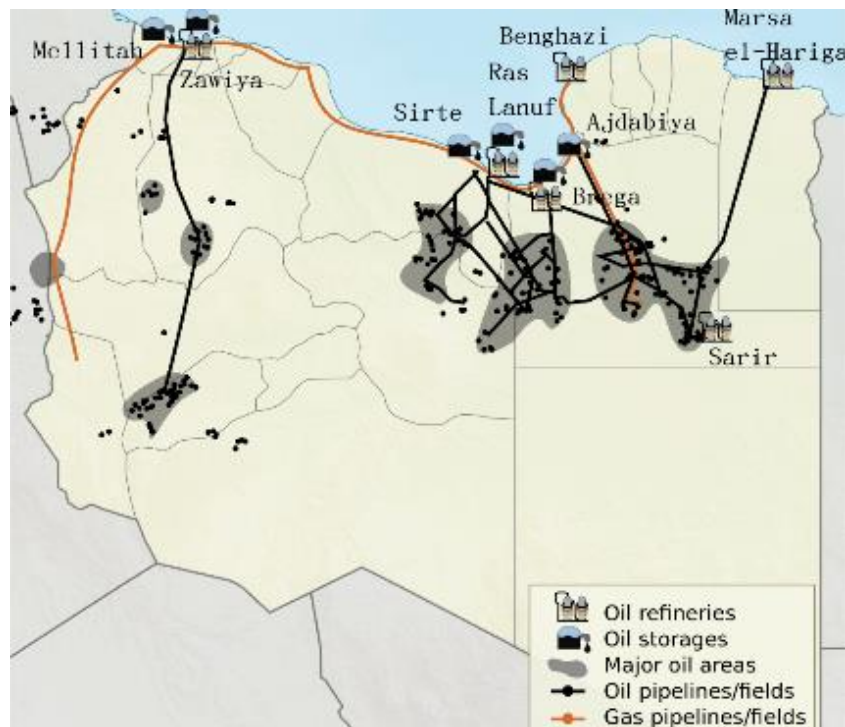 Mellitah
Zawiya
Sirte
Ras
Lanuf
Benghazi
Ajdabiya
Brega
Marsa
el-Hariga
Sarir
Oil refineries
Oil storages
Major oil areas
Oil pipelines/fields
Gas pipelines/fields